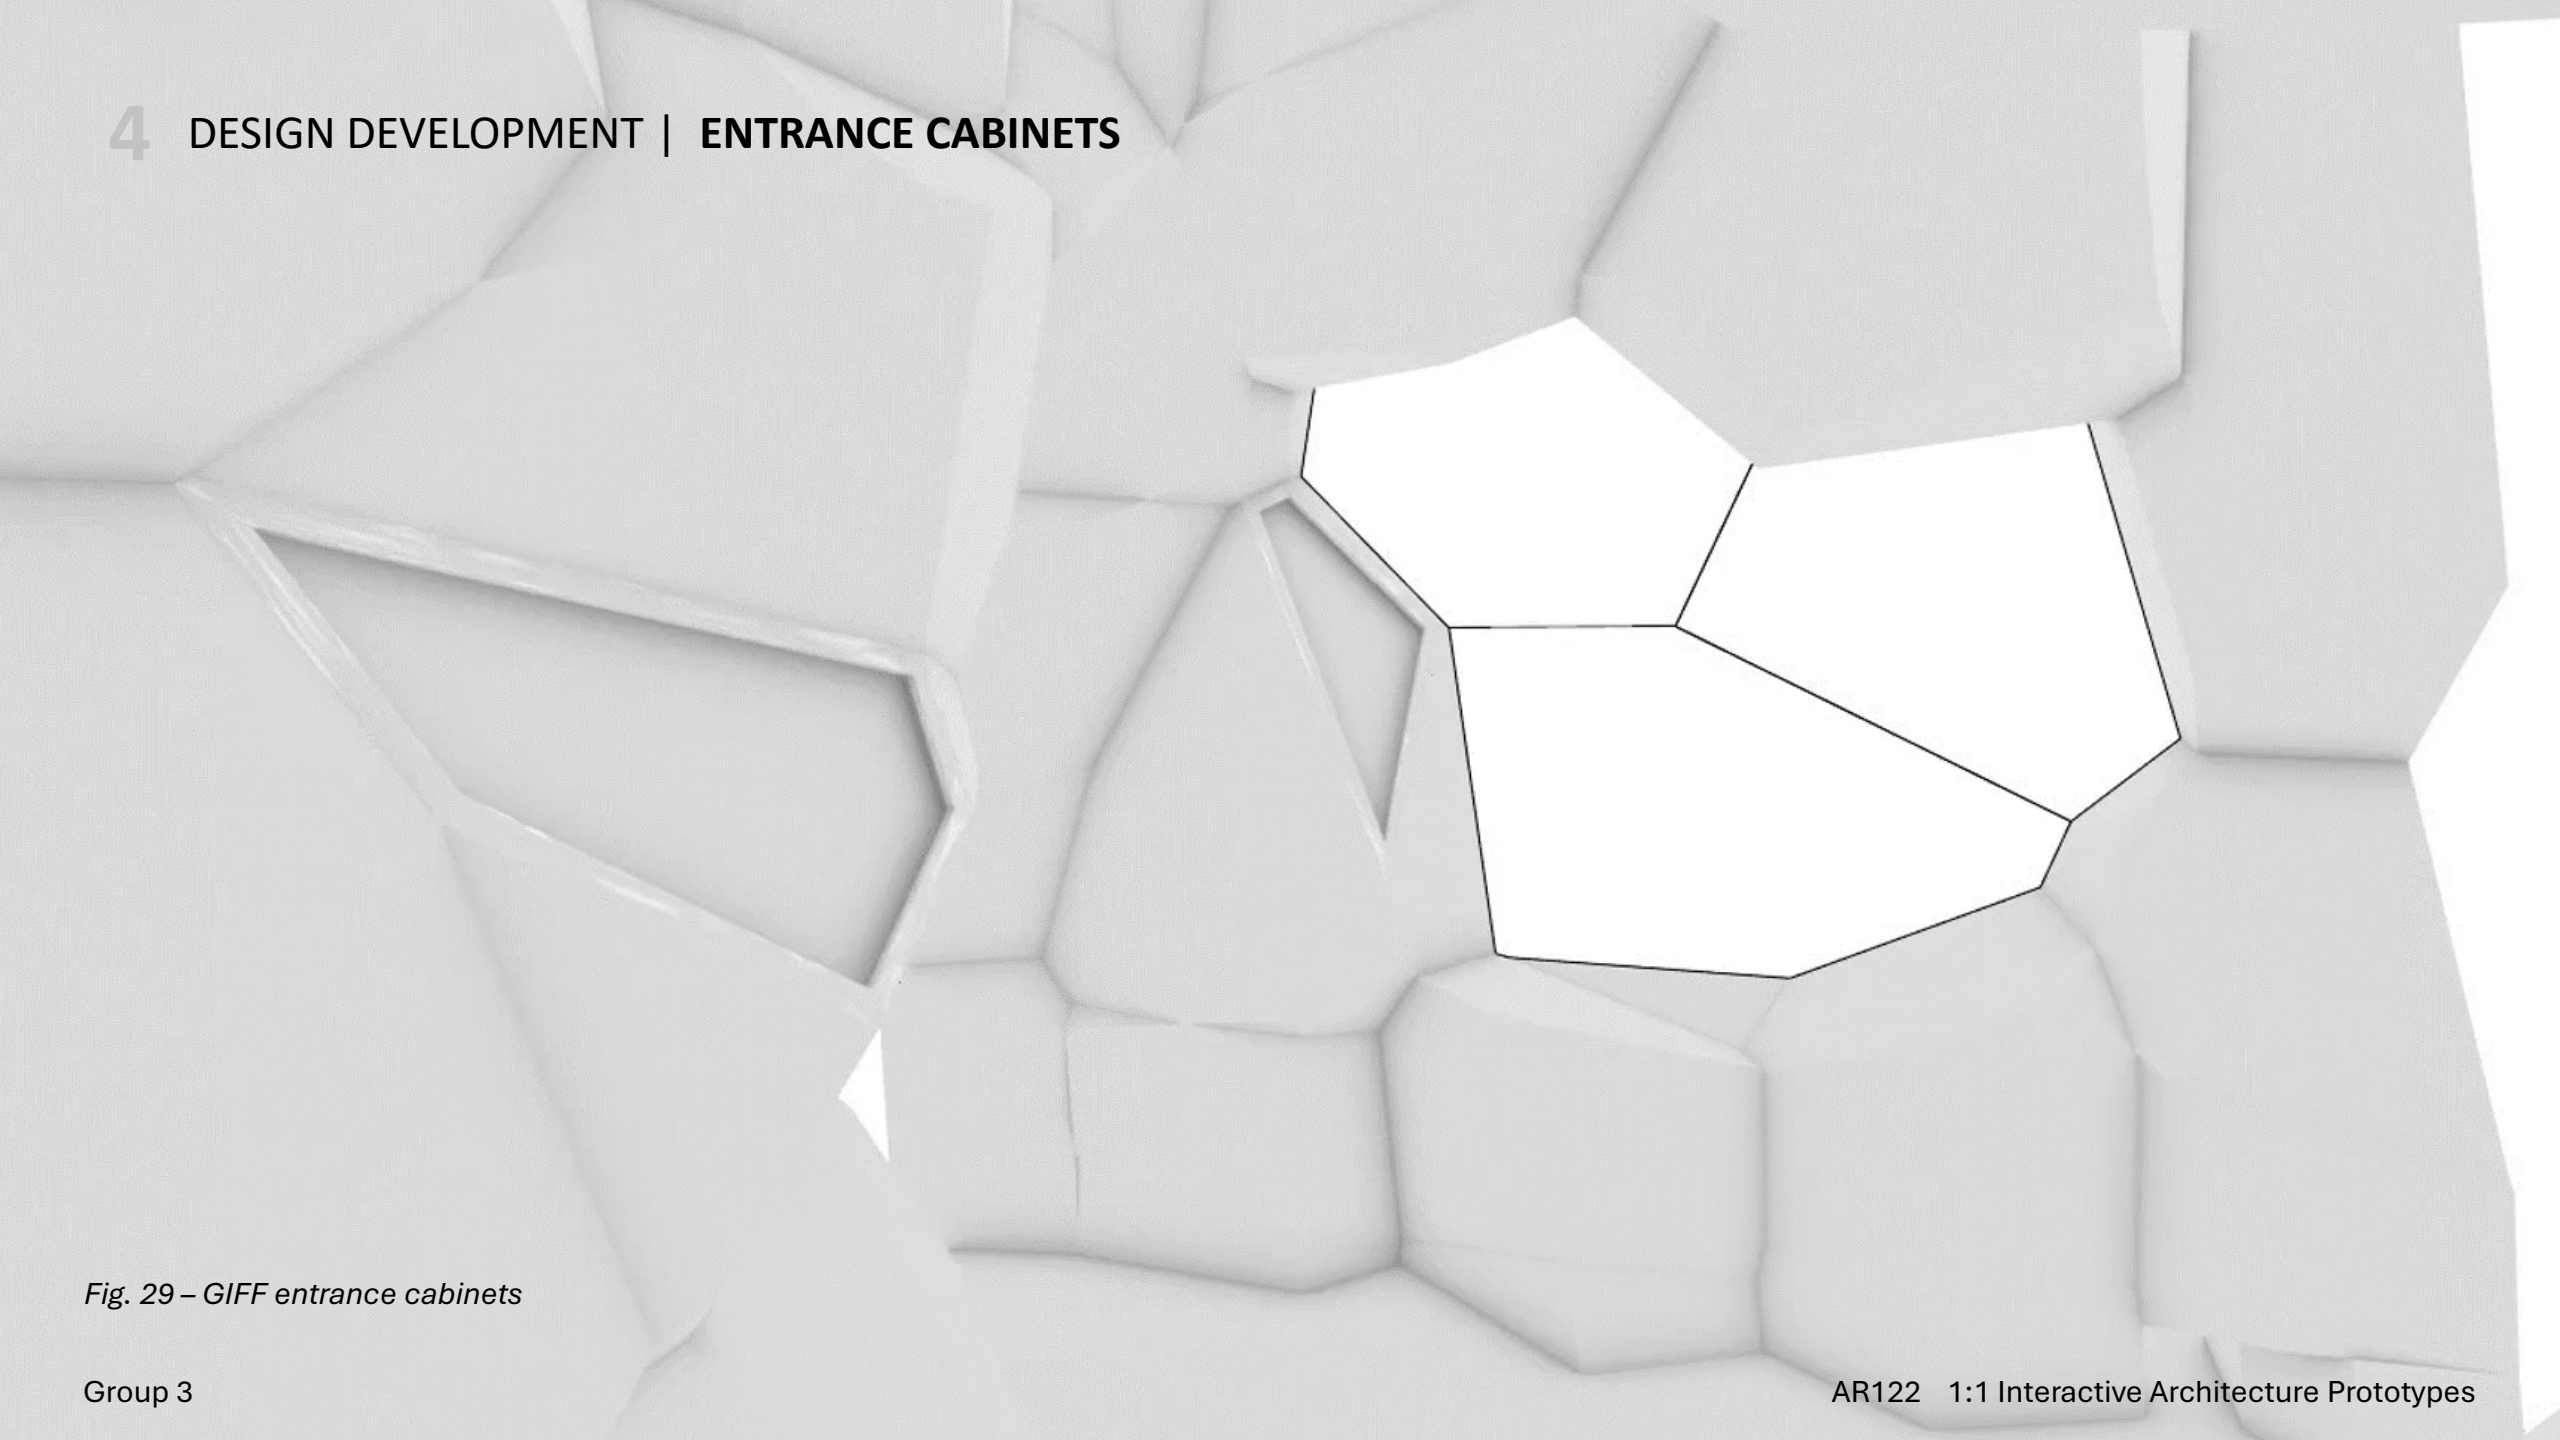 4 DESIGN DEVELOPMENT | ENTRANCE CABINETS
Fig. 29 – GIFF entrance cabinets
Group 3
AR122 1:1 Interactive Architecture Prototypes